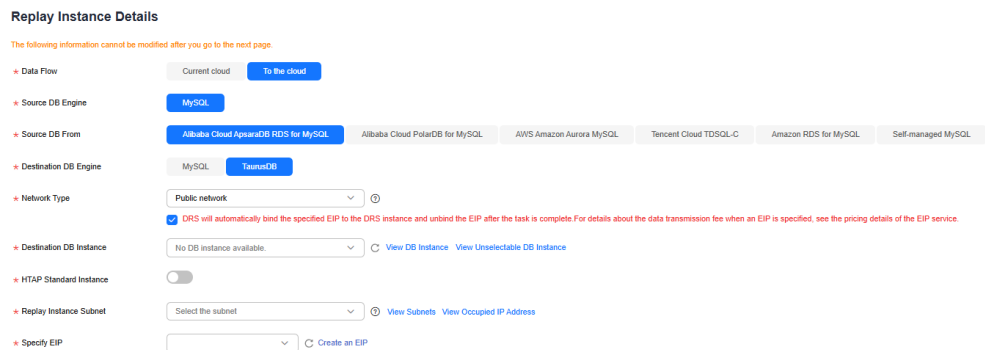 Replay Instance Details
The following information cannot be modified after you go to the next page.
* Data Flow Current cloud To the cloud
* Source DB Engine MySQL
* Source DB From Alibaba Cloud ApsaraDB RDS for MySQL Alibaba Cloud PolarDB for MySQL AWS Amazon Aurora MySQL Tencent Cloud TDSQL-C Amazon RDS for MySQL Self-managed MySQL
* Destination DB Engine MySQL TaurusDB
* Network Type Public network
DRS will automatically bind the specified EIP to the DRS instance and unbind the EIP after the task is complete.For details about the data transmission fee when an EIP is specified, see the pricing details of the EIP service.
* Destination DB Instance No DB instance available. View DB Instance View Unselectable DB Instance
* HTAP Standard Instance
* Replay Instance Subnet Select the subnet View Subnets View Occupied IP Address
* Specify EIP Create an EIP